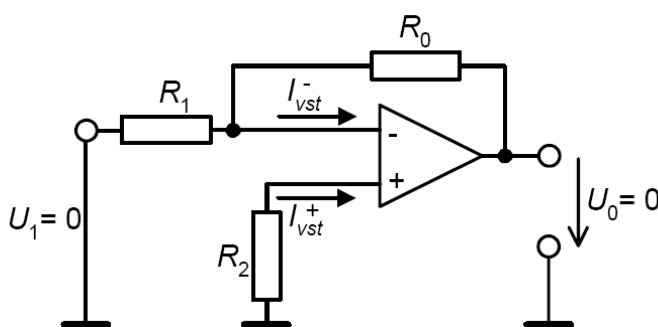 R₀
R₁
I⁻vst
-
+
I⁺vst
U₁= 0
U₀= 0
R₂